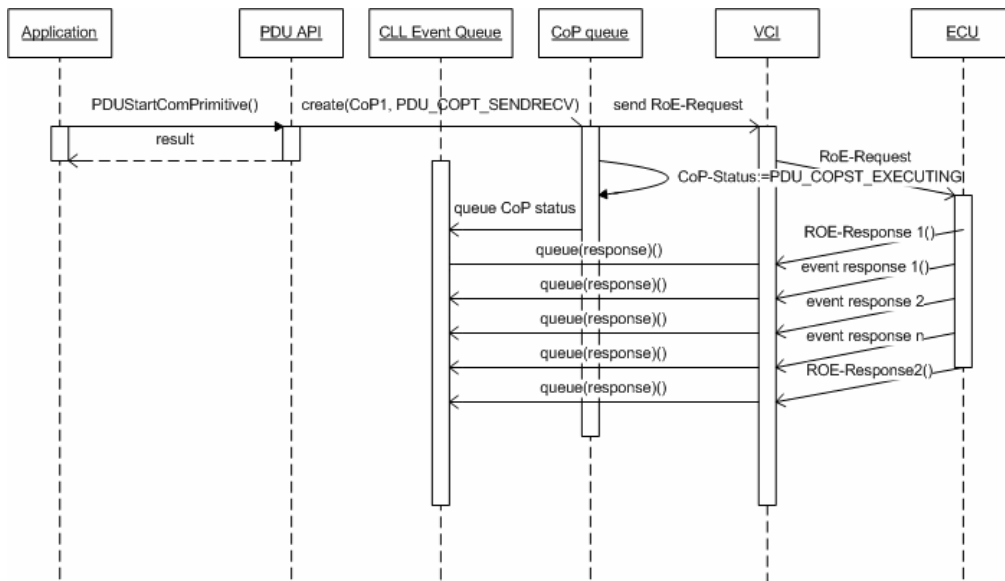 Application
PDU API
CLL Event Queue
CoP queue
VCI
ECU
PDUStartComPrimitive()
create(CoP1, PDU_COPT_SENDRECV)
send RoE-Request
result
RoE-Request
CoP-Status:=PDU_COPST_EXECUTING
queue CoP status
ROE-Response 1()
queue(response)()
event response 1()
queue(response)()
event response 2
queue(response)()
event response n
queue(response)()
ROE-Response2()
queue(response)()